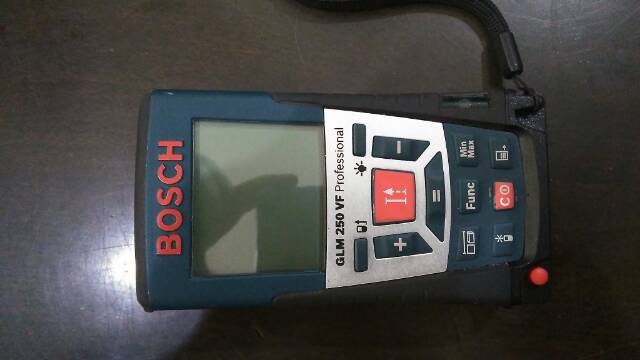 BOSCH
GLM 250 VF Professional
Min
Max
Func
C